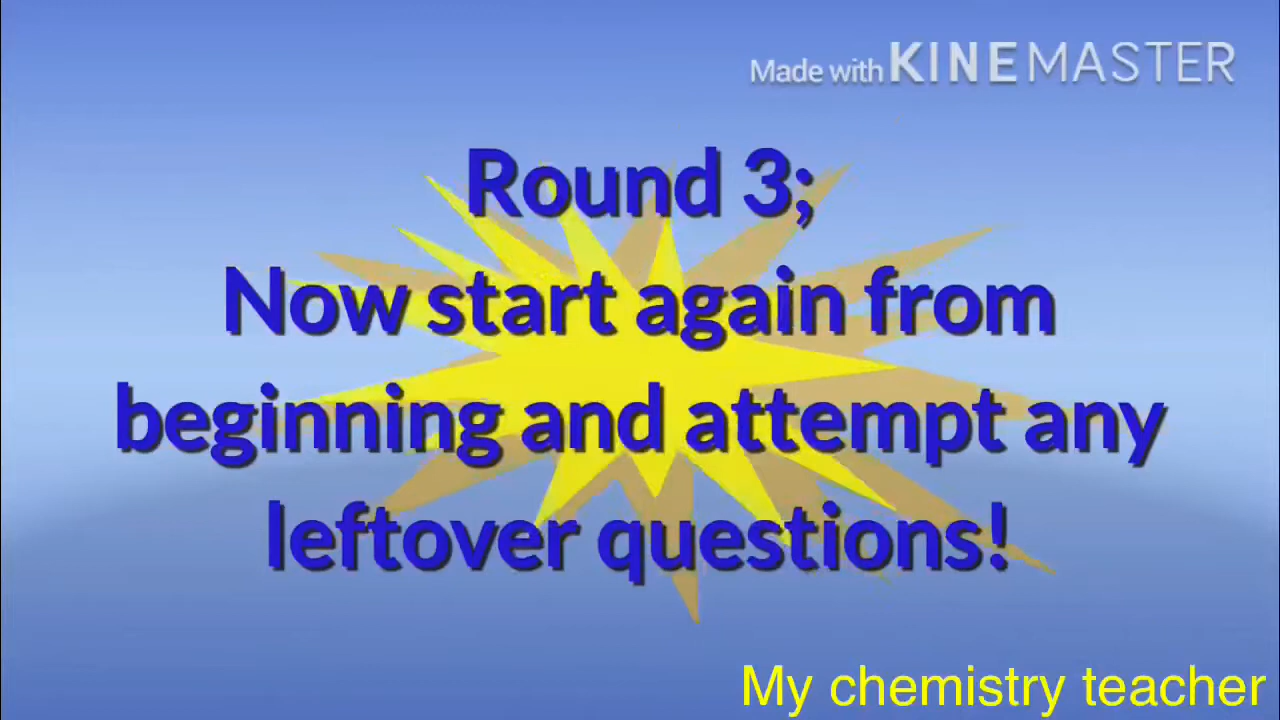 Made with KINEMASTER
Round 3;
Now start again from
beginning and attempt any
leftover questions!
My chemistry teacher